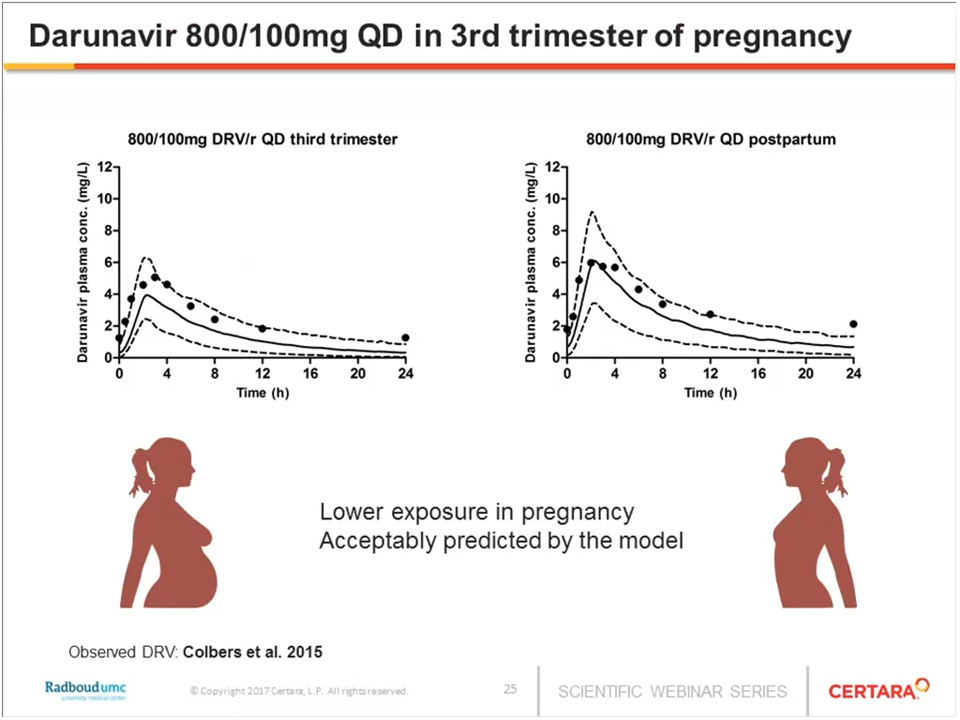 Darunavir 800/100mg QD in 3rd trimester of pregnancy
800/100mg DRV/r QD third trimester
Darunavir plasma conc. (mg/L)
12
10
8
6
4
2
0
0 4 8 12 16 20 24
Time (h)
800/100mg DRV/r QD postpartum
Darunavir plasma conc. (mg/L)
12
10
8
6
4
2
0
0 4 8 12 16 20 24
Time (h)
Lower exposure in pregnancy
Acceptably predicted by the model
Observed DRV: Colbers et al. 2015
Radboudumc
university medical center
© Copyright 2017 Certara, L.P. All rights reserved.
25
SCIENTIFIC WEBINAR SERIES
CERTARA